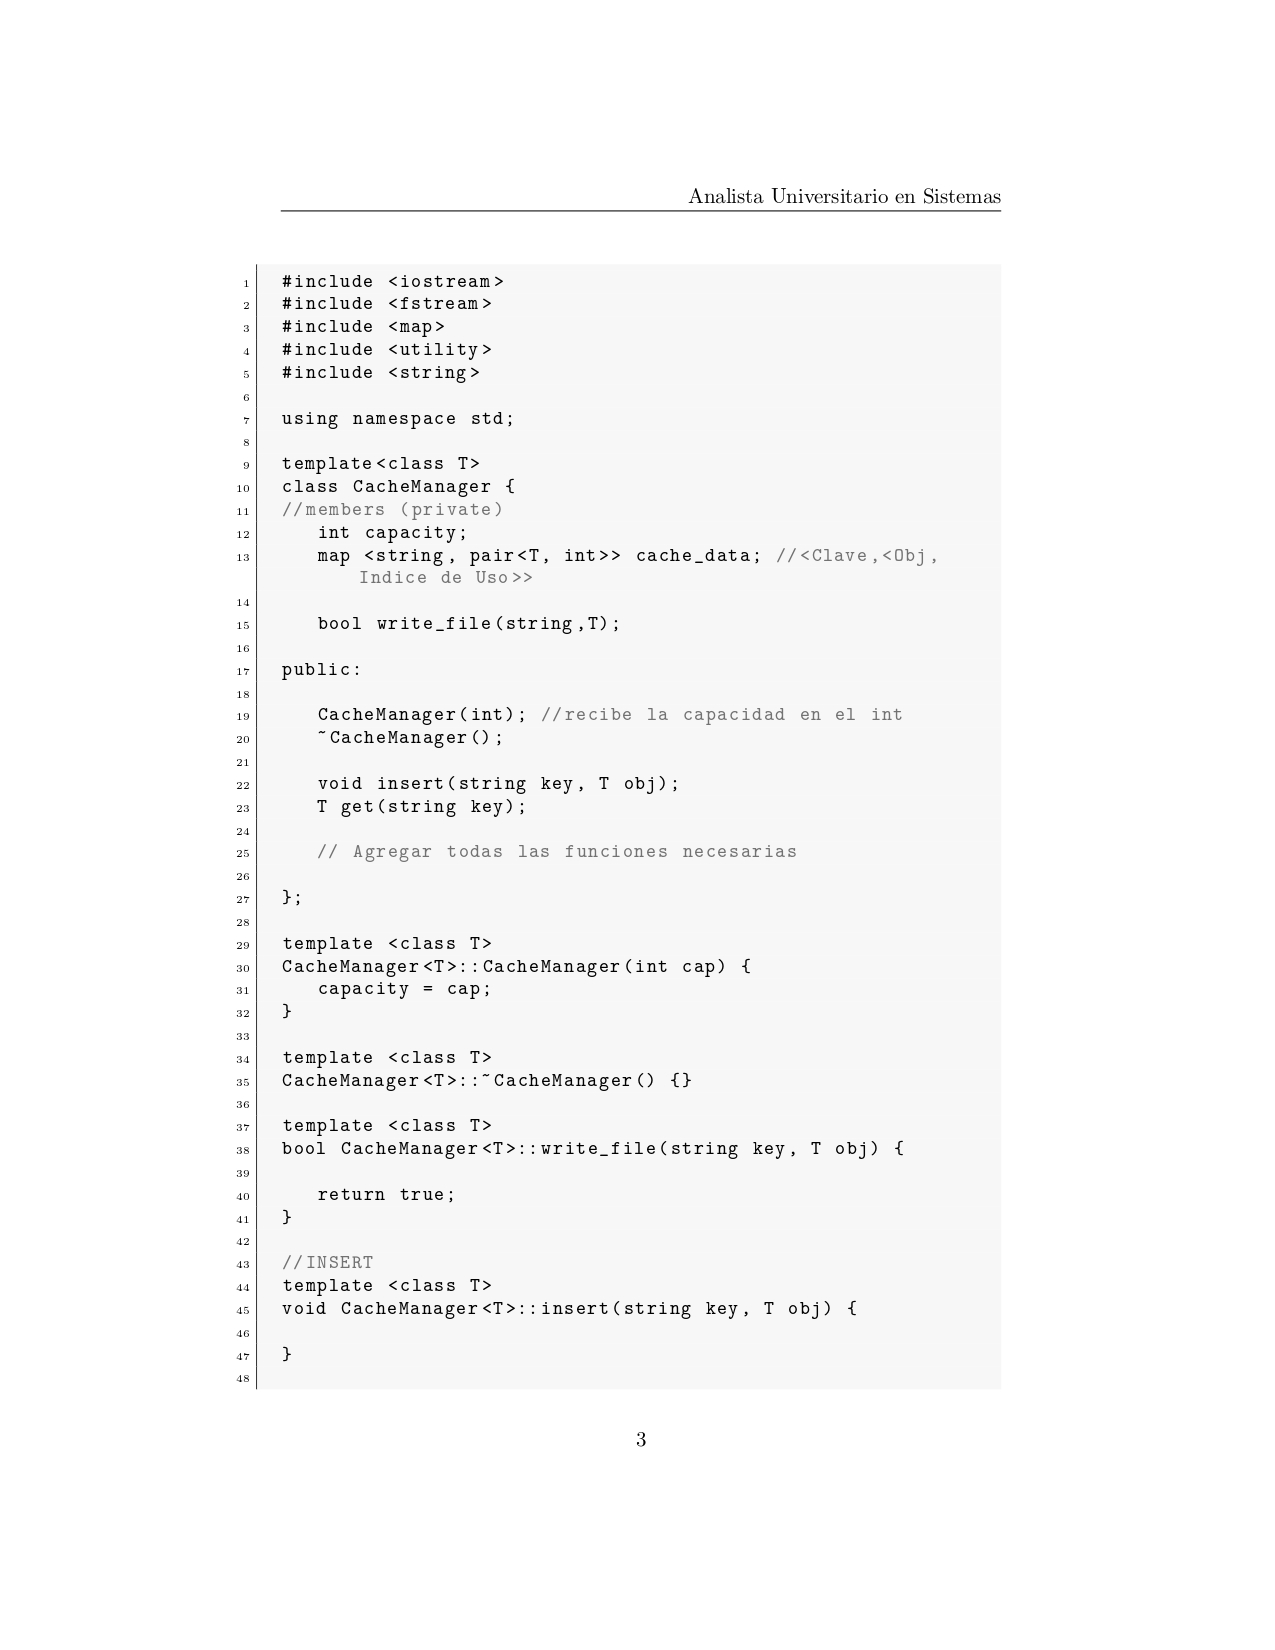 Analista Universitario en Sistemas
1 #include <iostream>
2 #include <fstream>
3 #include <map>
4 #include <utility>
5 #include <string>
6
7 using namespace std;
8
9 template<class T>
10 class CacheManager {
11 //members (private)
12 int capacity;
13 map <string, pair<T, int>> cache_data; //<Clave,<Obj,
Indice de Uso>>
14
15 bool write_file(string,T);
16
17 public:
18
19 CacheManager(int); //recibe la capacidad en el int
20 ~CacheManager();
21
22 void insert(string key, T obj);
23 T get(string key);
24
25 // Agregar todas las funciones necesarias
26
27 };
28
29 template <class T>
30 CacheManager<T>::CacheManager(int cap) {
31 capacity = cap;
32 }
33
34 template <class T>
35 CacheManager<T>::~CacheManager() {}
36
37 template <class T>
38 bool CacheManager<T>::write_file(string key, T obj) {
39
40 return true;
41 }
42
43 //INSERT
44 template <class T>
45 void CacheManager<T>::insert(string key, T obj) {
46
47 }
48
3